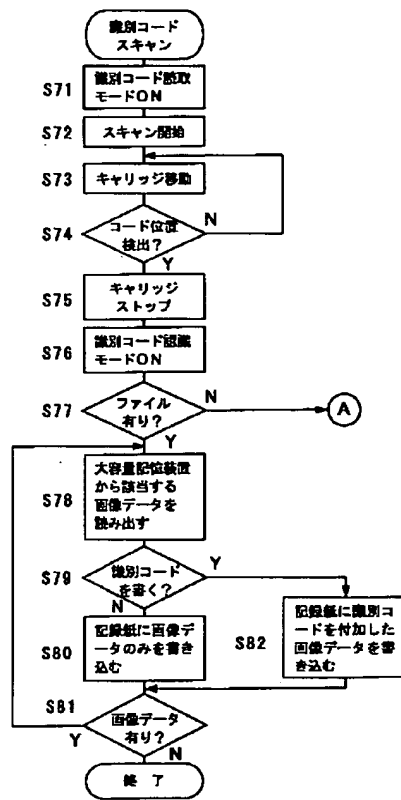 識別コード
スキャン
S71
識別コード読取
モードON
S72
スキャン開始
S73
キャリッジ移動
S74
コード位置
検出?
N
Y
S75
キャリッジ
ストップ
S76
識別コード認識
モードON
S77
ファイル
有り?
N
A
Y
S78
大容量記位装置
から該当する
画像データを
読み出す
S79
識別コード
を書く?
Y
N
S80
記録紙に画像デ
ータのみを書き
込む
S82
記録紙に識別コ
ードを付加した
画像データを書
き込む
S81
画像データ
有り?
Y
N
終了